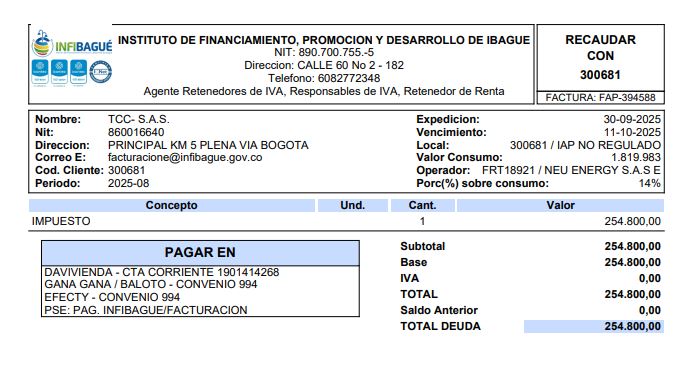 INFIBAGUÉ
INSTITUTO DE FINANCIAMIENTO, PROMOCION Y DESARROLLO DE IBAGUE
NIT: 890.700.755.-5
Direccion: CALLE 60 No 2 - 182
Telefono: 6082772348
Agente Retenedores de IVA, Responsables de IVA, Retenedor de Renta
RECAUDAR
CON
300681
FACTURA: FAP-394588
Nombre: TCC- S.A.S.
Nit: 860016640
Direccion: PRINCIPAL KM 5 PLENA VIA BOGOTA
Correo E: facturacione@infibague.gov.co
Cod. Cliente: 300681
Periodo: 2025-08
Expedicion: 30-09-2025
Vencimiento: 11-10-2025
Local: 300681 / IAP NO REGULADO
Valor Consumo: 1.819.983
Operador: FRT18921 / NEU ENERGY S.A.S E
Porc(%) sobre consumo: 14%
Concepto Und. Cant. Valor
IMPUESTO 1 254.800,00
PAGAR EN
DAVIVIENDA - CTA CORRIENTE 1901414268
GANA GANA / BALOTO - CONVENIO 994
EFECTY - CONVENIO 994
PSE: PAG. INFIBAGUE/FACTURACION
Subtotal 254.800,00
Base 254.800,00
IVA 0,00
TOTAL 254.800,00
Saldo Anterior 0,00
TOTAL DEUDA 254.800,00